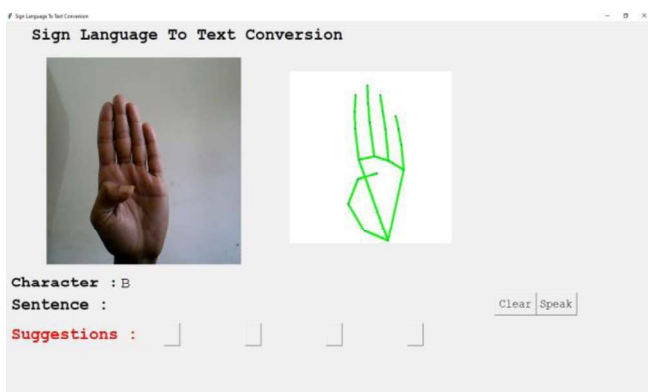 Sign Language To Text Conversion
Sign Language To Text Conversion
Character : B
Sentence :
Clear Speak
Suggestions :